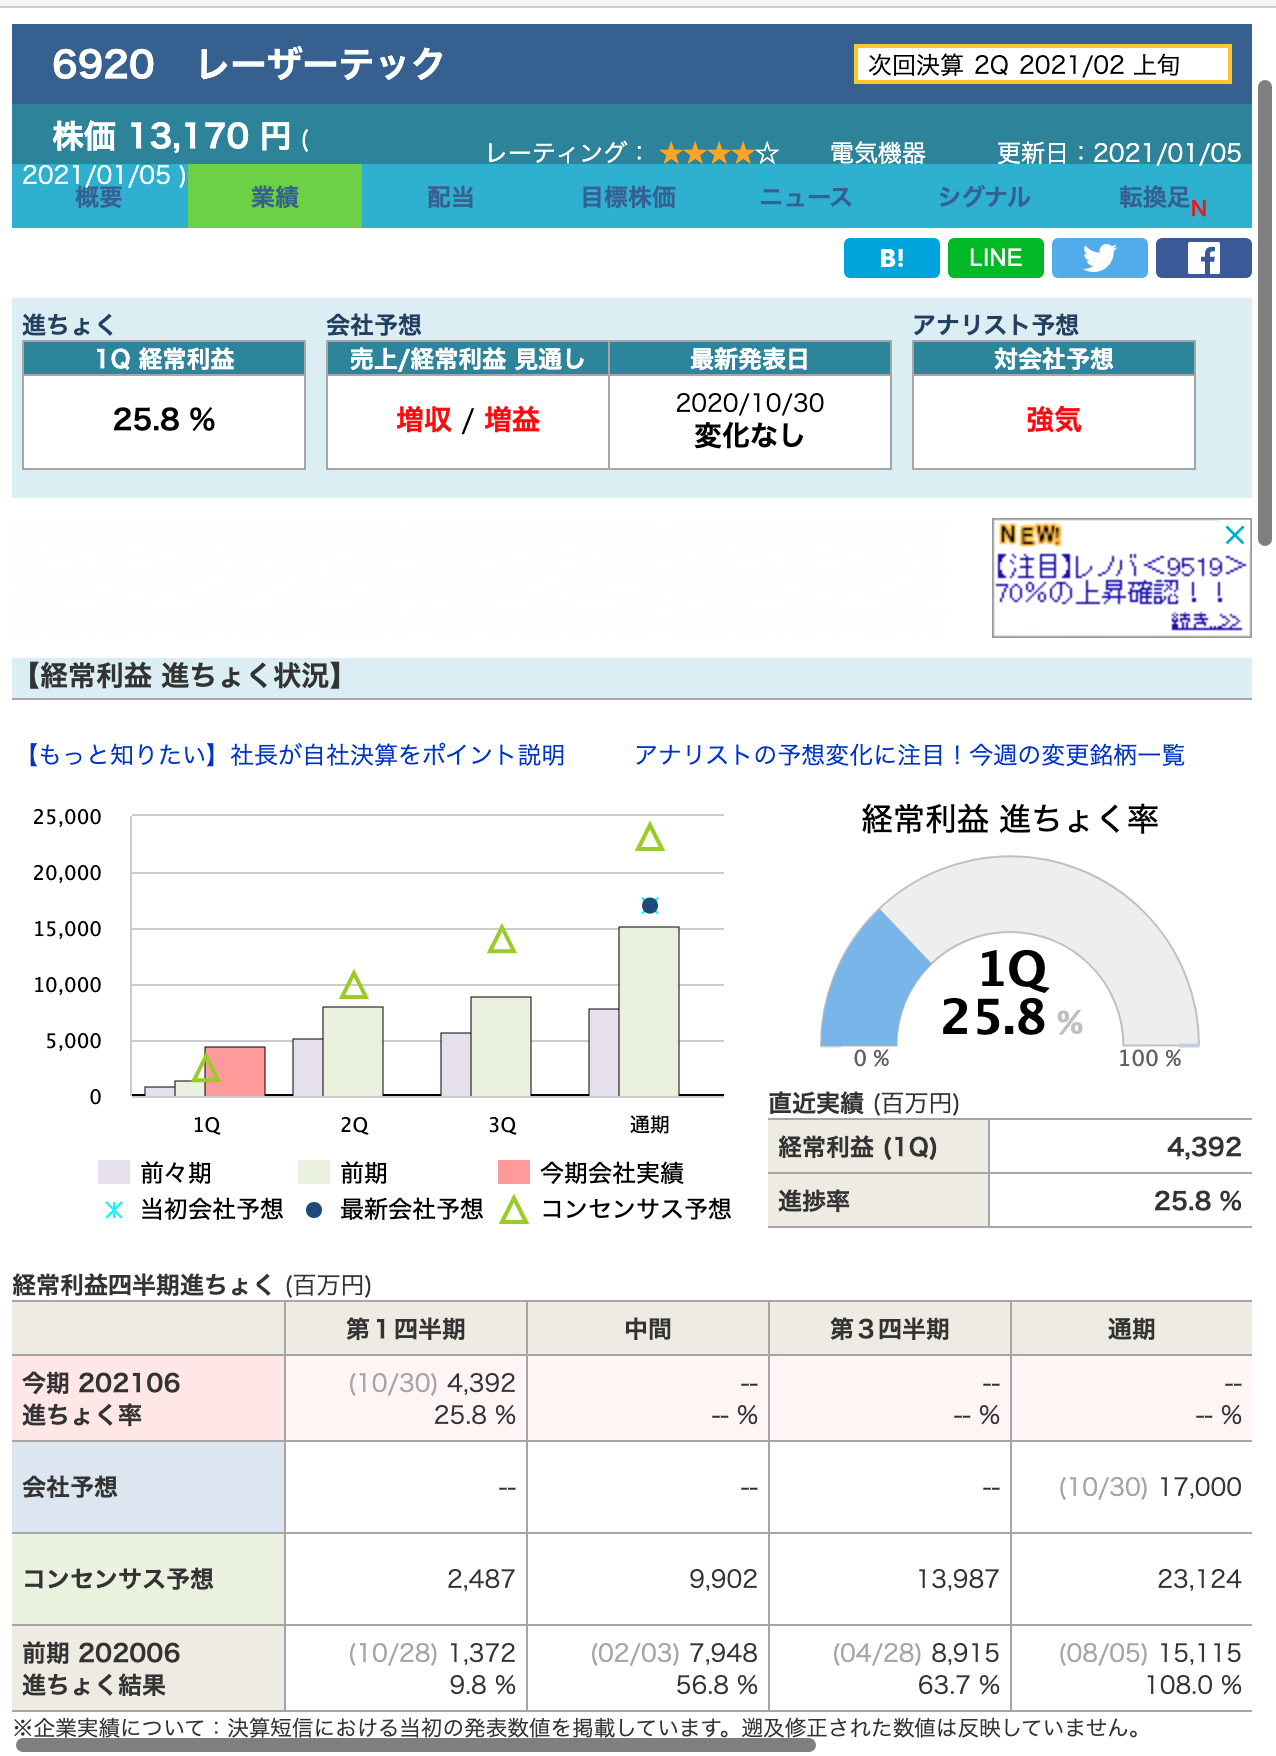 6920　レーザーテック
次回決算 2Q 2021/02 上旬
株価 13,170 円 (
2021/01/05 )
レーティング： ★★★★☆
電気機器
更新日：2021/01/05
概要 業績 配当 目標株価 ニュース シグナル 転換足N
B! LINE
進ちょく
1Q 経常利益
25.8 %
会社予想
売上/経常利益 見通し
増収 / 増益
最新発表日
2020/10/30
変化なし
アナリスト予想
対会社予想
強気
NEW!
【注目】レノバ<9519>
70%の上昇確認！！
続き..>>
【経常利益 進ちょく状況】
【もっと知りたい】社長が自社決算をポイント説明
アナリストの予想変化に注目！今週の変更銘柄一覧
25,000
20,000
15,000
10,000
5,000
0
1Q 2Q 3Q 通期
前々期 前期 今期会社実績
当初会社予想 最新会社予想 コンセンサス予想
経常利益 進ちょく率
1Q
25.8 %
0 % 100 %
直近実績 (百万円)
経常利益 (1Q) 4,392
進捗率 25.8 %
経常利益四半期進ちょく (百万円)
第１四半期 中間 第３四半期 通期
今期 202106 (10/30) 4,392 -- -- --
進ちょく率 25.8 % -- % -- % -- %
会社予想 -- -- -- (10/30) 17,000
コンセンサス予想 2,487 9,902 13,987 23,124
前期 202006 (10/28) 1,372 (02/03) 7,948 (04/28) 8,915 (08/05) 15,115
進ちょく結果 9.8 % 56.8 % 63.7 % 108.0 %
※企業実績について：決算短信における当初の発表数値を掲載しています。遡及修正された数値は反映していません。